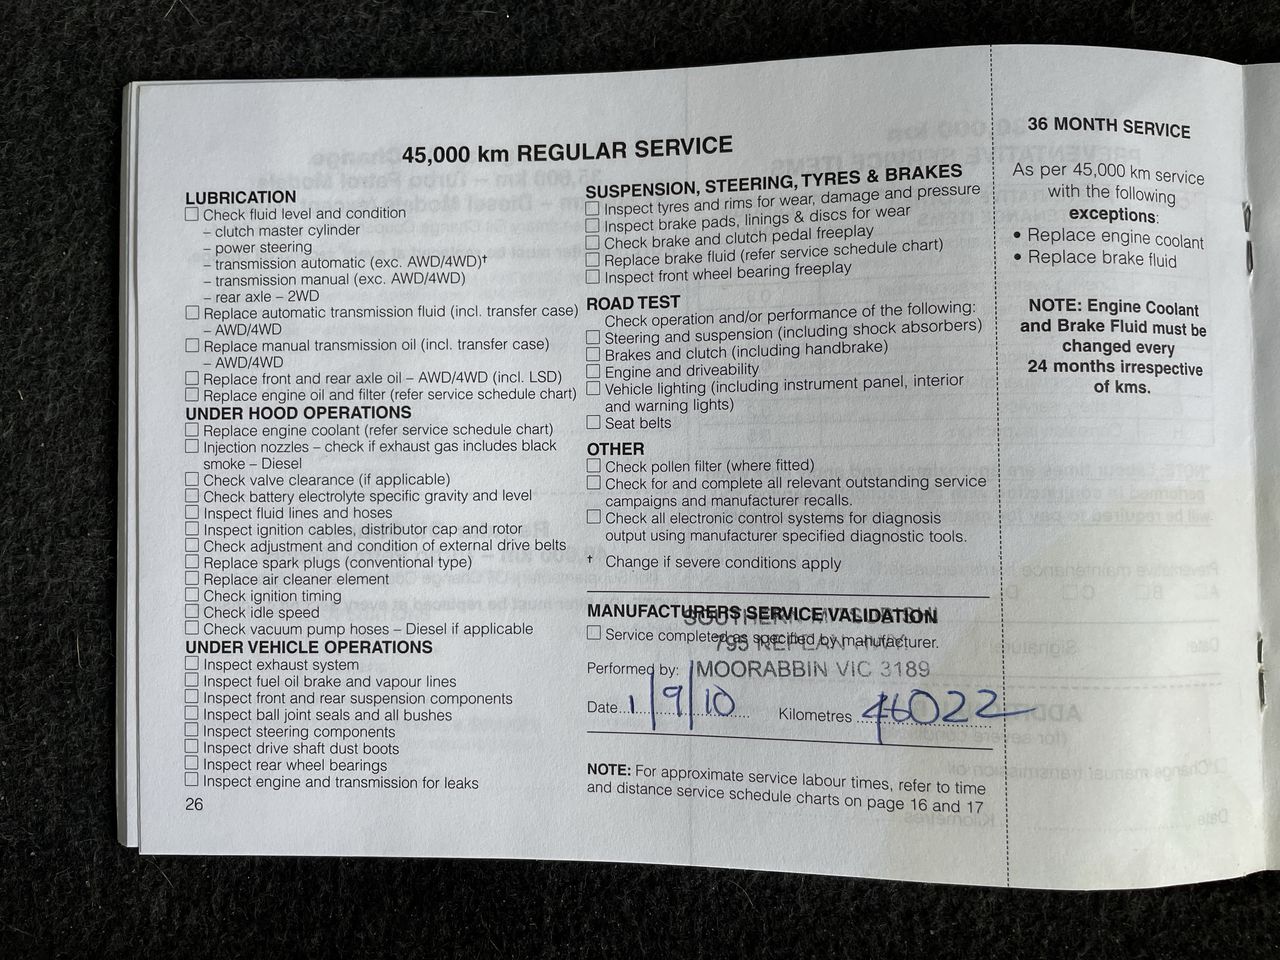 45,000 km REGULAR SERVICE
LUBRICATION
Check fluid level and condition
– clutch master cylinder
– power steering
– transmission automatic (exc. AWD/4WD)†
– transmission manual (exc. AWD/4WD)
– rear axle – 2WD
Replace automatic transmission fluid (incl. transfer case)
– AWD/4WD
Replace manual transmission oil (incl. transfer case)
– AWD/4WD
Replace front and rear axle oil – AWD/4WD (incl. LSD)
Replace engine oil and filter (refer service schedule chart)
UNDER HOOD OPERATIONS
Replace engine coolant (refer service schedule chart)
Injection nozzles – check if exhaust gas includes black
smoke – Diesel
Check valve clearance (if applicable)
Check battery electrolyte specific gravity and level
Inspect fluid lines and hoses
Inspect ignition cables, distributor cap and rotor
Check adjustment and condition of external drive belts
Replace spark plugs (conventional type)
Replace air cleaner element
Check ignition timing
Check idle speed
Check vacuum pump hoses – Diesel if applicable
UNDER VEHICLE OPERATIONS
Inspect exhaust system
Inspect fuel oil brake and vapour lines
Inspect front and rear suspension components
Inspect ball joint seals and all bushes
Inspect steering components
Inspect drive shaft dust boots
Inspect rear wheel bearings
Inspect engine and transmission for leaks
26
SUSPENSION, STEERING, TYRES & BRAKES
Inspect tyres and rims for wear, damage and pressure
Inspect brake pads, linings & discs for wear
Check brake and clutch pedal freeplay
Replace brake fluid (refer service schedule chart)
Inspect front wheel bearing freeplay
ROAD TEST
Check operation and/or performance of the following:
Steering and suspension (including shock absorbers)
Brakes and clutch (including handbrake)
Engine and driveability
Vehicle lighting (including instrument panel, interior
and warning lights)
Seat belts
OTHER
Check pollen filter (where fitted)
Check for and complete all relevant outstanding service
campaigns and manufacturer recalls.
Check all electronic control systems for diagnosis
output using manufacturer specified diagnostic tools.
† Change if severe conditions apply
MANUFACTURERS SERVICE VALIDATION
SOUTHERN
Service completed as specified by manufacturer.
795 NEPEAN HWY
Performed by: MOORABBIN VIC 3189
Date 1/9/10 Kilometres 46022
NOTE: For approximate service labour times, refer to time
and distance service schedule charts on page 16 and 17
36 MONTH SERVICE
As per 45,000 km service
with the following
exceptions:
• Replace engine coolant
• Replace brake fluid
NOTE: Engine Coolant
and Brake Fluid must be
changed every
24 months irrespective
of kms.